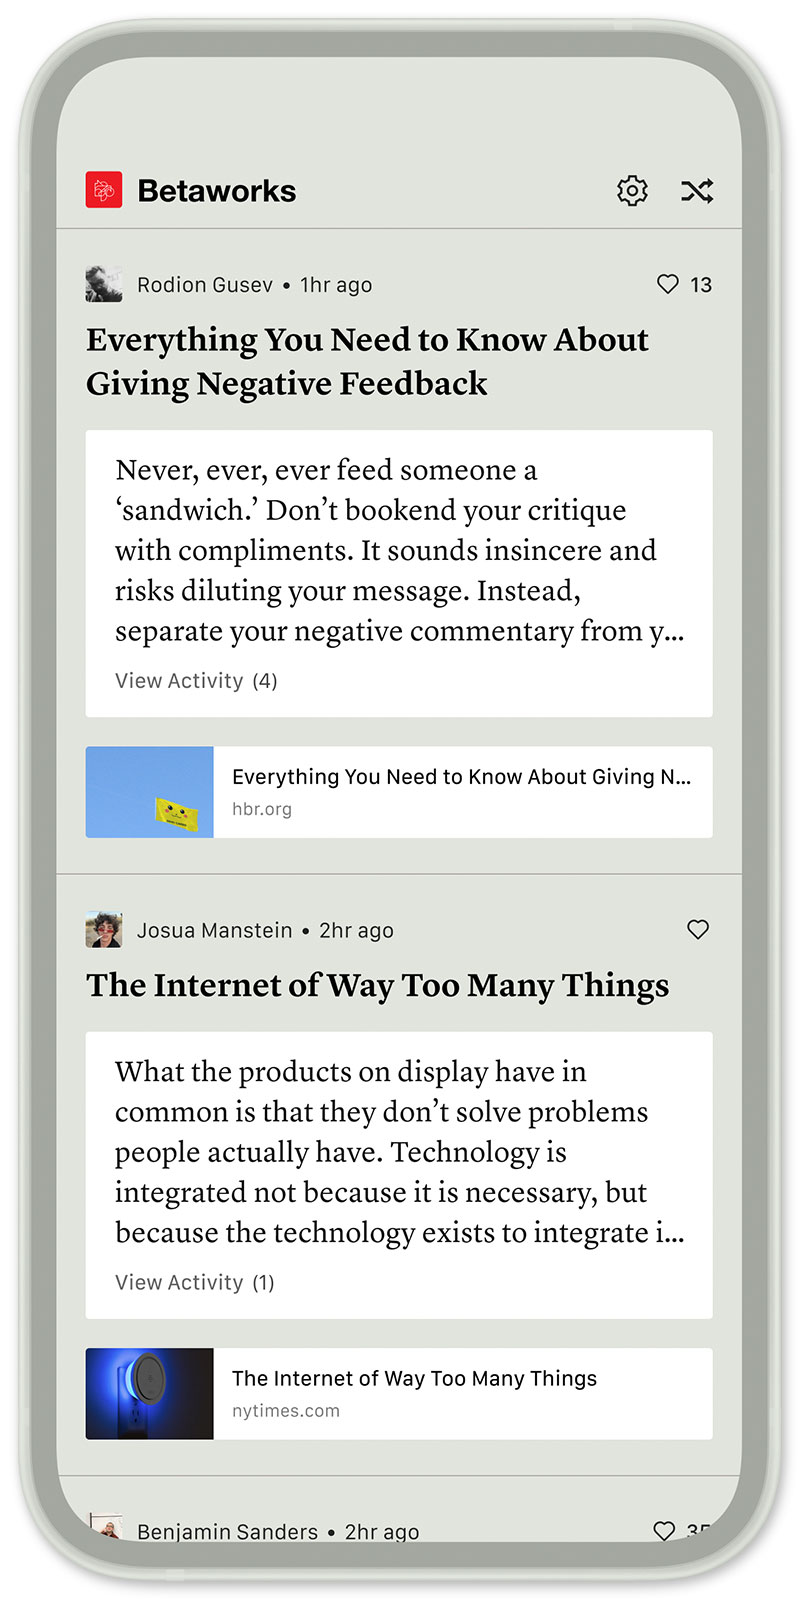 Betaworks
Rodion Gusev • 1hr ago
13
Everything You Need to Know About
Giving Negative Feedback
Never, ever, ever feed someone a
‘sandwich.’ Don’t bookend your critique
with compliments. It sounds insincere and
risks diluting your message. Instead,
separate your negative commentary from y...
View Activity (4)
Everything You Need to Know About Giving N...
hbr.org
Josua Manstein • 2hr ago
The Internet of Way Too Many Things
What the products on display have in
common is that they don’t solve problems
people actually have. Technology is
integrated not because it is necessary, but
because the technology exists to integrate i...
View Activity (1)
The Internet of Way Too Many Things
nytimes.com
Benjamin Sanders • 2hr ago